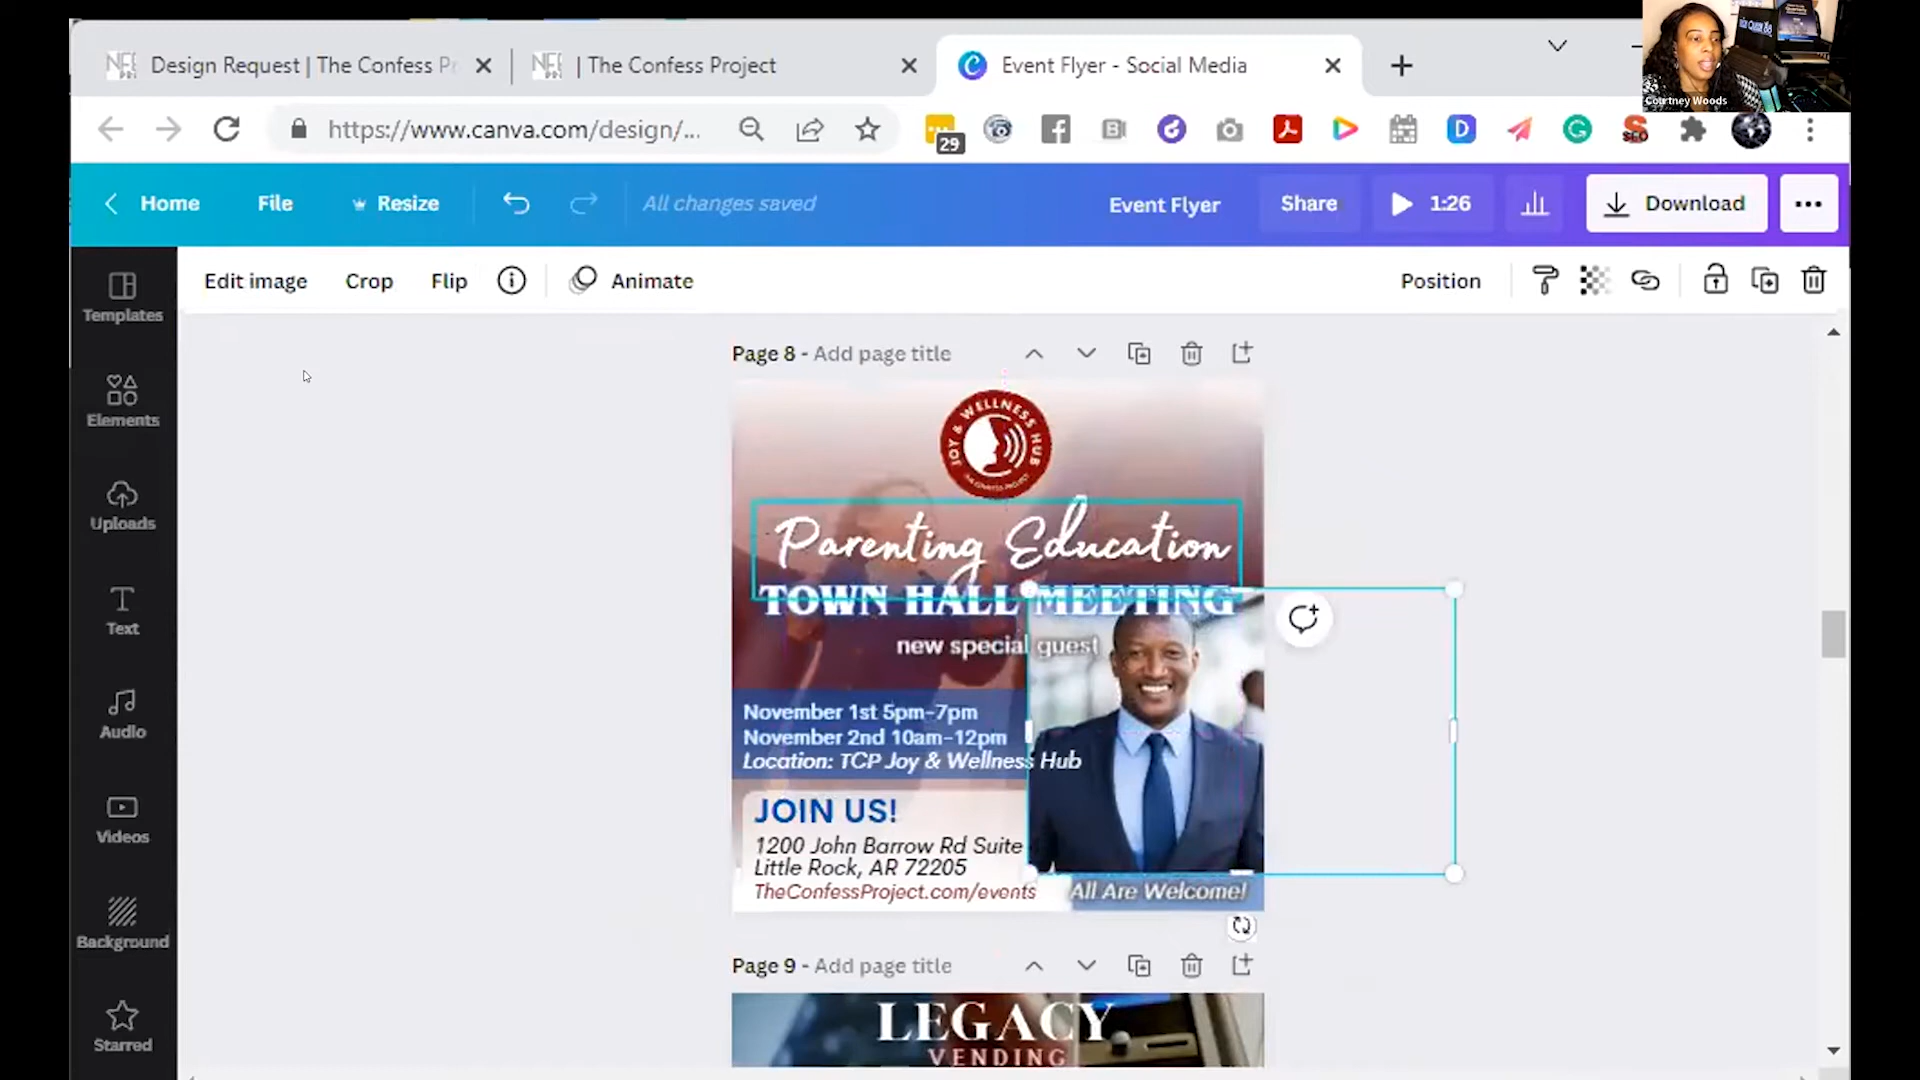 Design Request | The Confess P
| The Confess Project
Event Flyer - Social Media
Courtney Woods
https://www.canva.com/design/...
29
SEO
Home
File
Resize
All changes saved
Event Flyer
Share
1:26
Download
Edit image
Crop
Flip
Animate
Position
Templates
Elements
Uploads
Text
Audio
Videos
Background
Starred
Page 8 - Add page title
JOY & WELLNESS HUB
Parenting Education
TOWN HALL MEETING
new special guest
November 1st 5pm-7pm
November 2nd 10am-12pm
Location: TCP Joy & Wellness Hub
JOIN US!
1200 John Barrow Rd Suite
Little Rock, AR 72205
TheConfessProject.com/events
All Are Welcome!
Page 9 - Add page title
LEGACY
VENDING